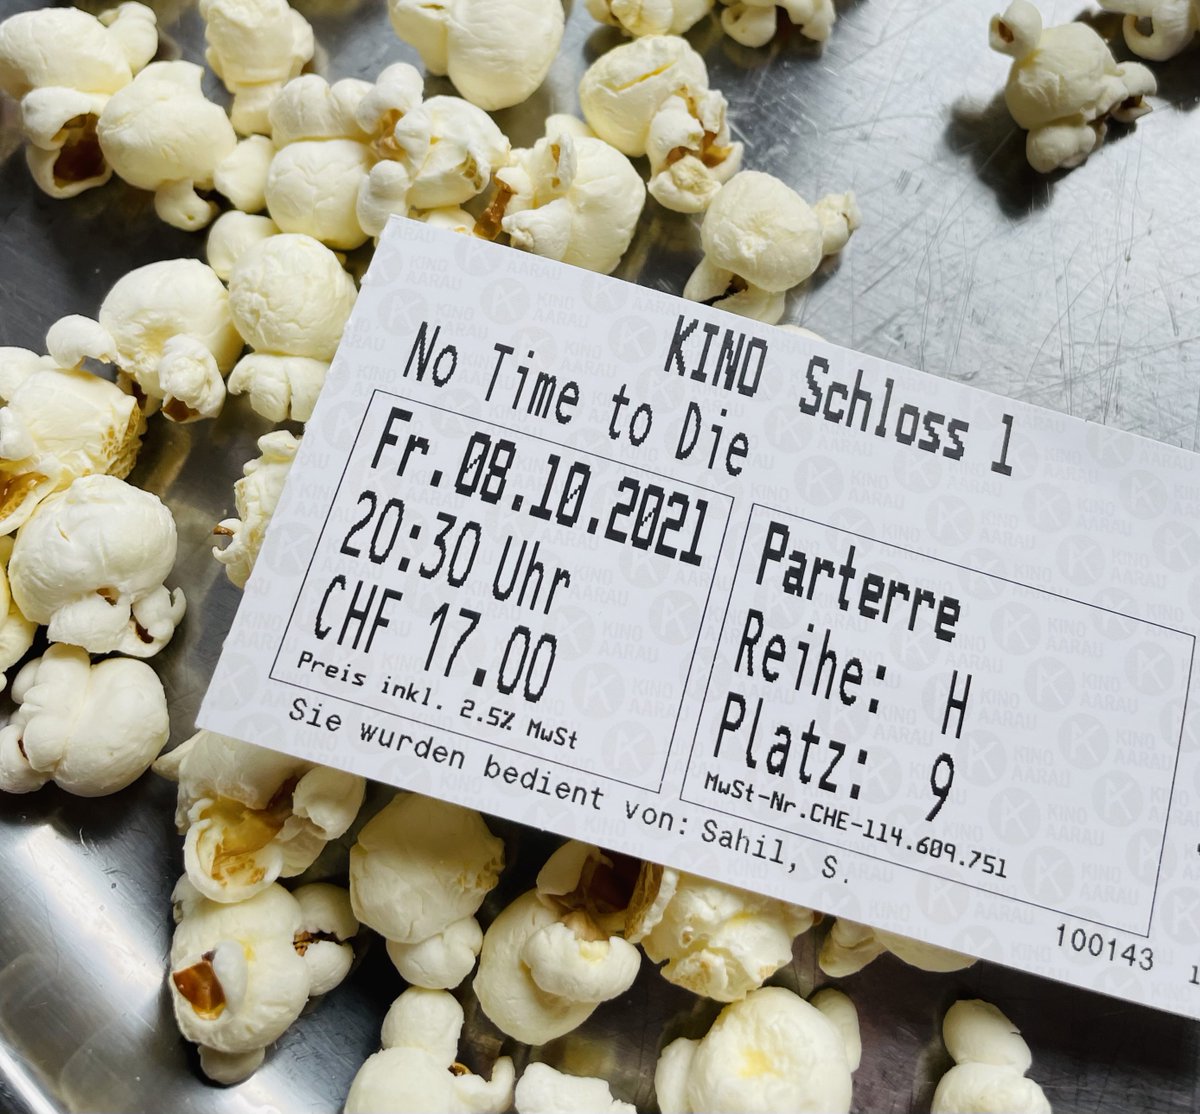 KINO Schloss 1
No Time to Die
Fr.08.10.2021
20:30 Uhr
CHF 17.00
Preis inkl. 2.5% MwSt
Parterre
Reihe: H
Platz: 9
MwSt-Nr.CHE-114.609.751
Sie wurden bedient von: Sahil, S.
100143
KINO
AARAU